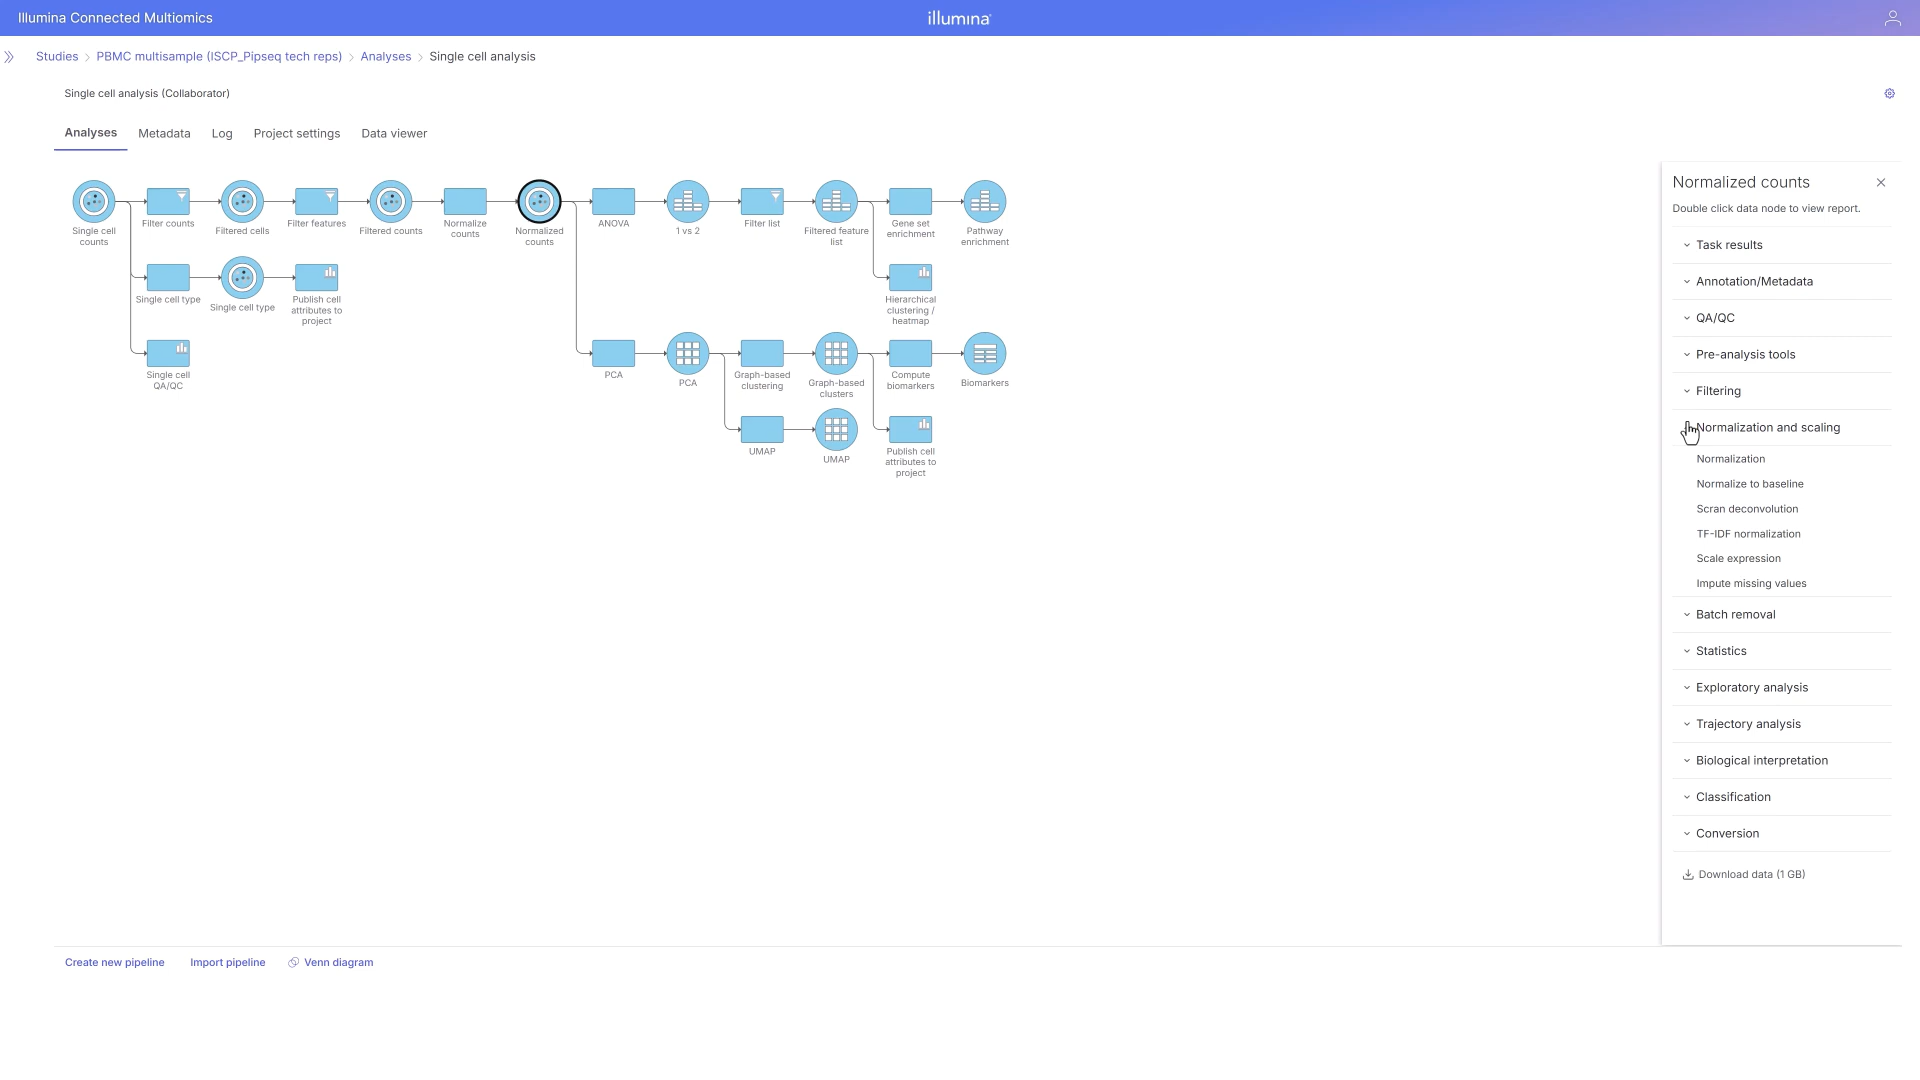 Illumina Connected Multiomics
illumina
Studies
PBMC multisample (ISCP_Pipseq tech reps)
Analyses
Single cell analysis
Single cell analysis (Collaborator)
Analyses
Metadata
Log
Project settings
Data viewer
Single cell
counts
Filter counts
Filtered cells
Filter features
Filtered counts
Normalize
counts
Normalized
counts
ANOVA
1 vs 2
Filter list
Filtered feature
list
Gene set
enrichment
Pathway
enrichment
Single cell type
Single cell type
Publish cell
attributes to
project
Hierarchical
clustering /
heatmap
Single cell
QA/QC
PCA
PCA
Graph-based
clustering
Graph-based
clusters
Compute
biomarkers
Biomarkers
UMAP
UMAP
Publish cell
attributes to
project
Normalized counts
Double click data node to view report.
Task results
Annotation/Metadata
QA/QC
Pre-analysis tools
Filtering
Normalization and scaling
Normalization
Normalize to baseline
Scran deconvolution
TF-IDF normalization
Scale expression
Impute missing values
Batch removal
Statistics
Exploratory analysis
Trajectory analysis
Biological interpretation
Classification
Conversion
Download data (1 GB)
Create new pipeline
Import pipeline
Venn diagram